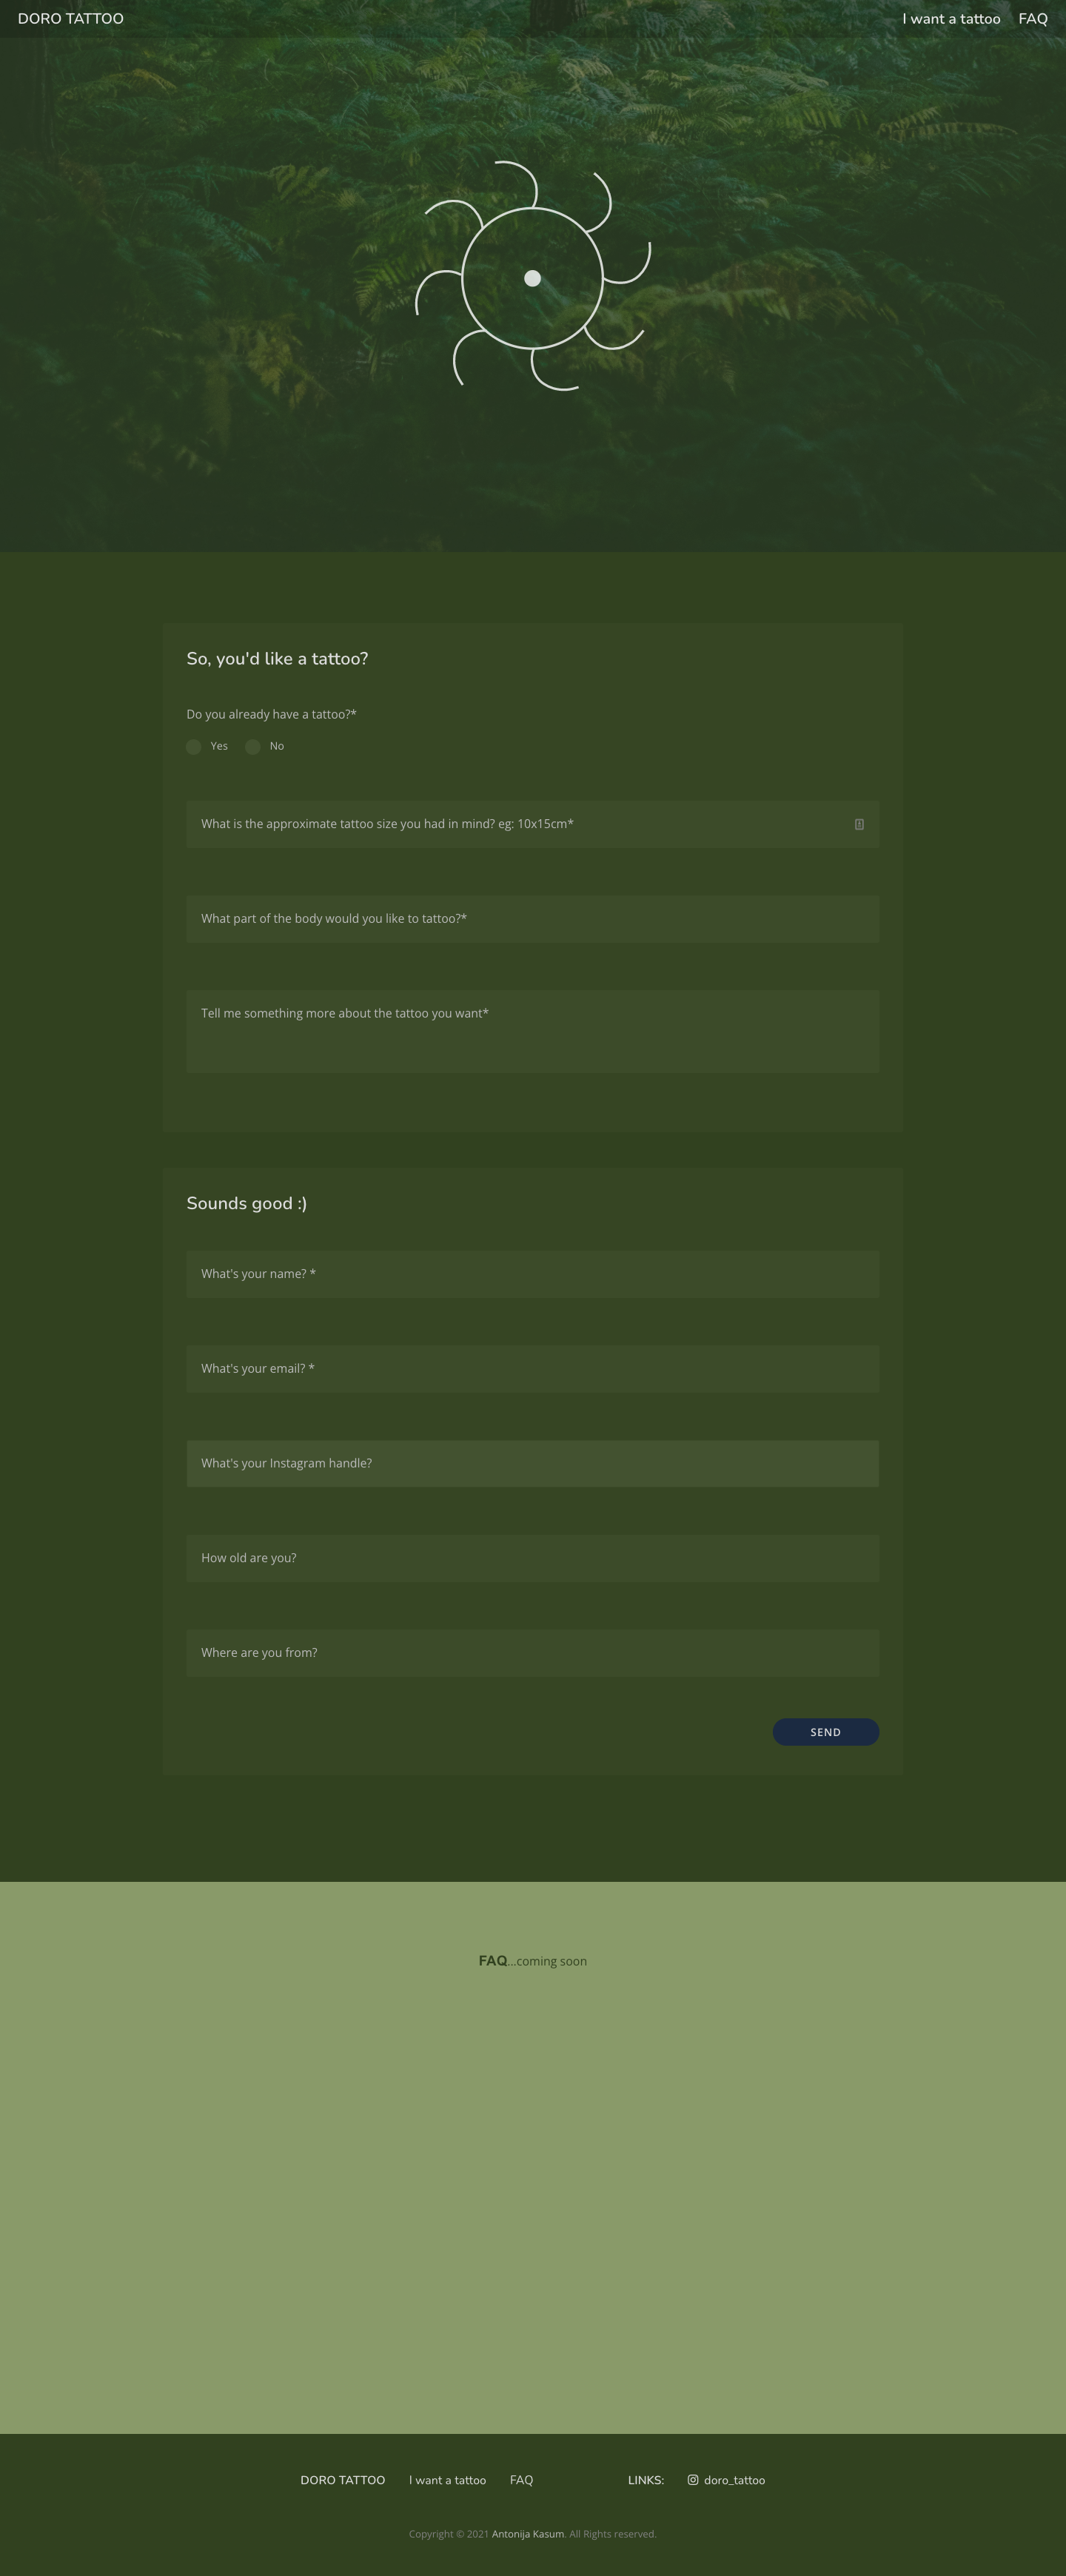 DORO TATTOO
I want a tattoo
FAQ
So, you'd like a tattoo?
Do you already have a tattoo?*
Yes
No
What is the approximate tattoo size you had in mind? eg: 10x15cm*
What part of the body would you like to tattoo?*
Tell me something more about the tattoo you want*
Sounds good :)
What's your name? *
What's your email? *
What's your Instagram handle?
How old are you?
Where are you from?
SEND
FAQ...coming soon
DORO TATTOO
I want a tattoo
FAQ
LINKS:
doro_tattoo
Copyright © 2021 Antonija Kasum. All Rights reserved.